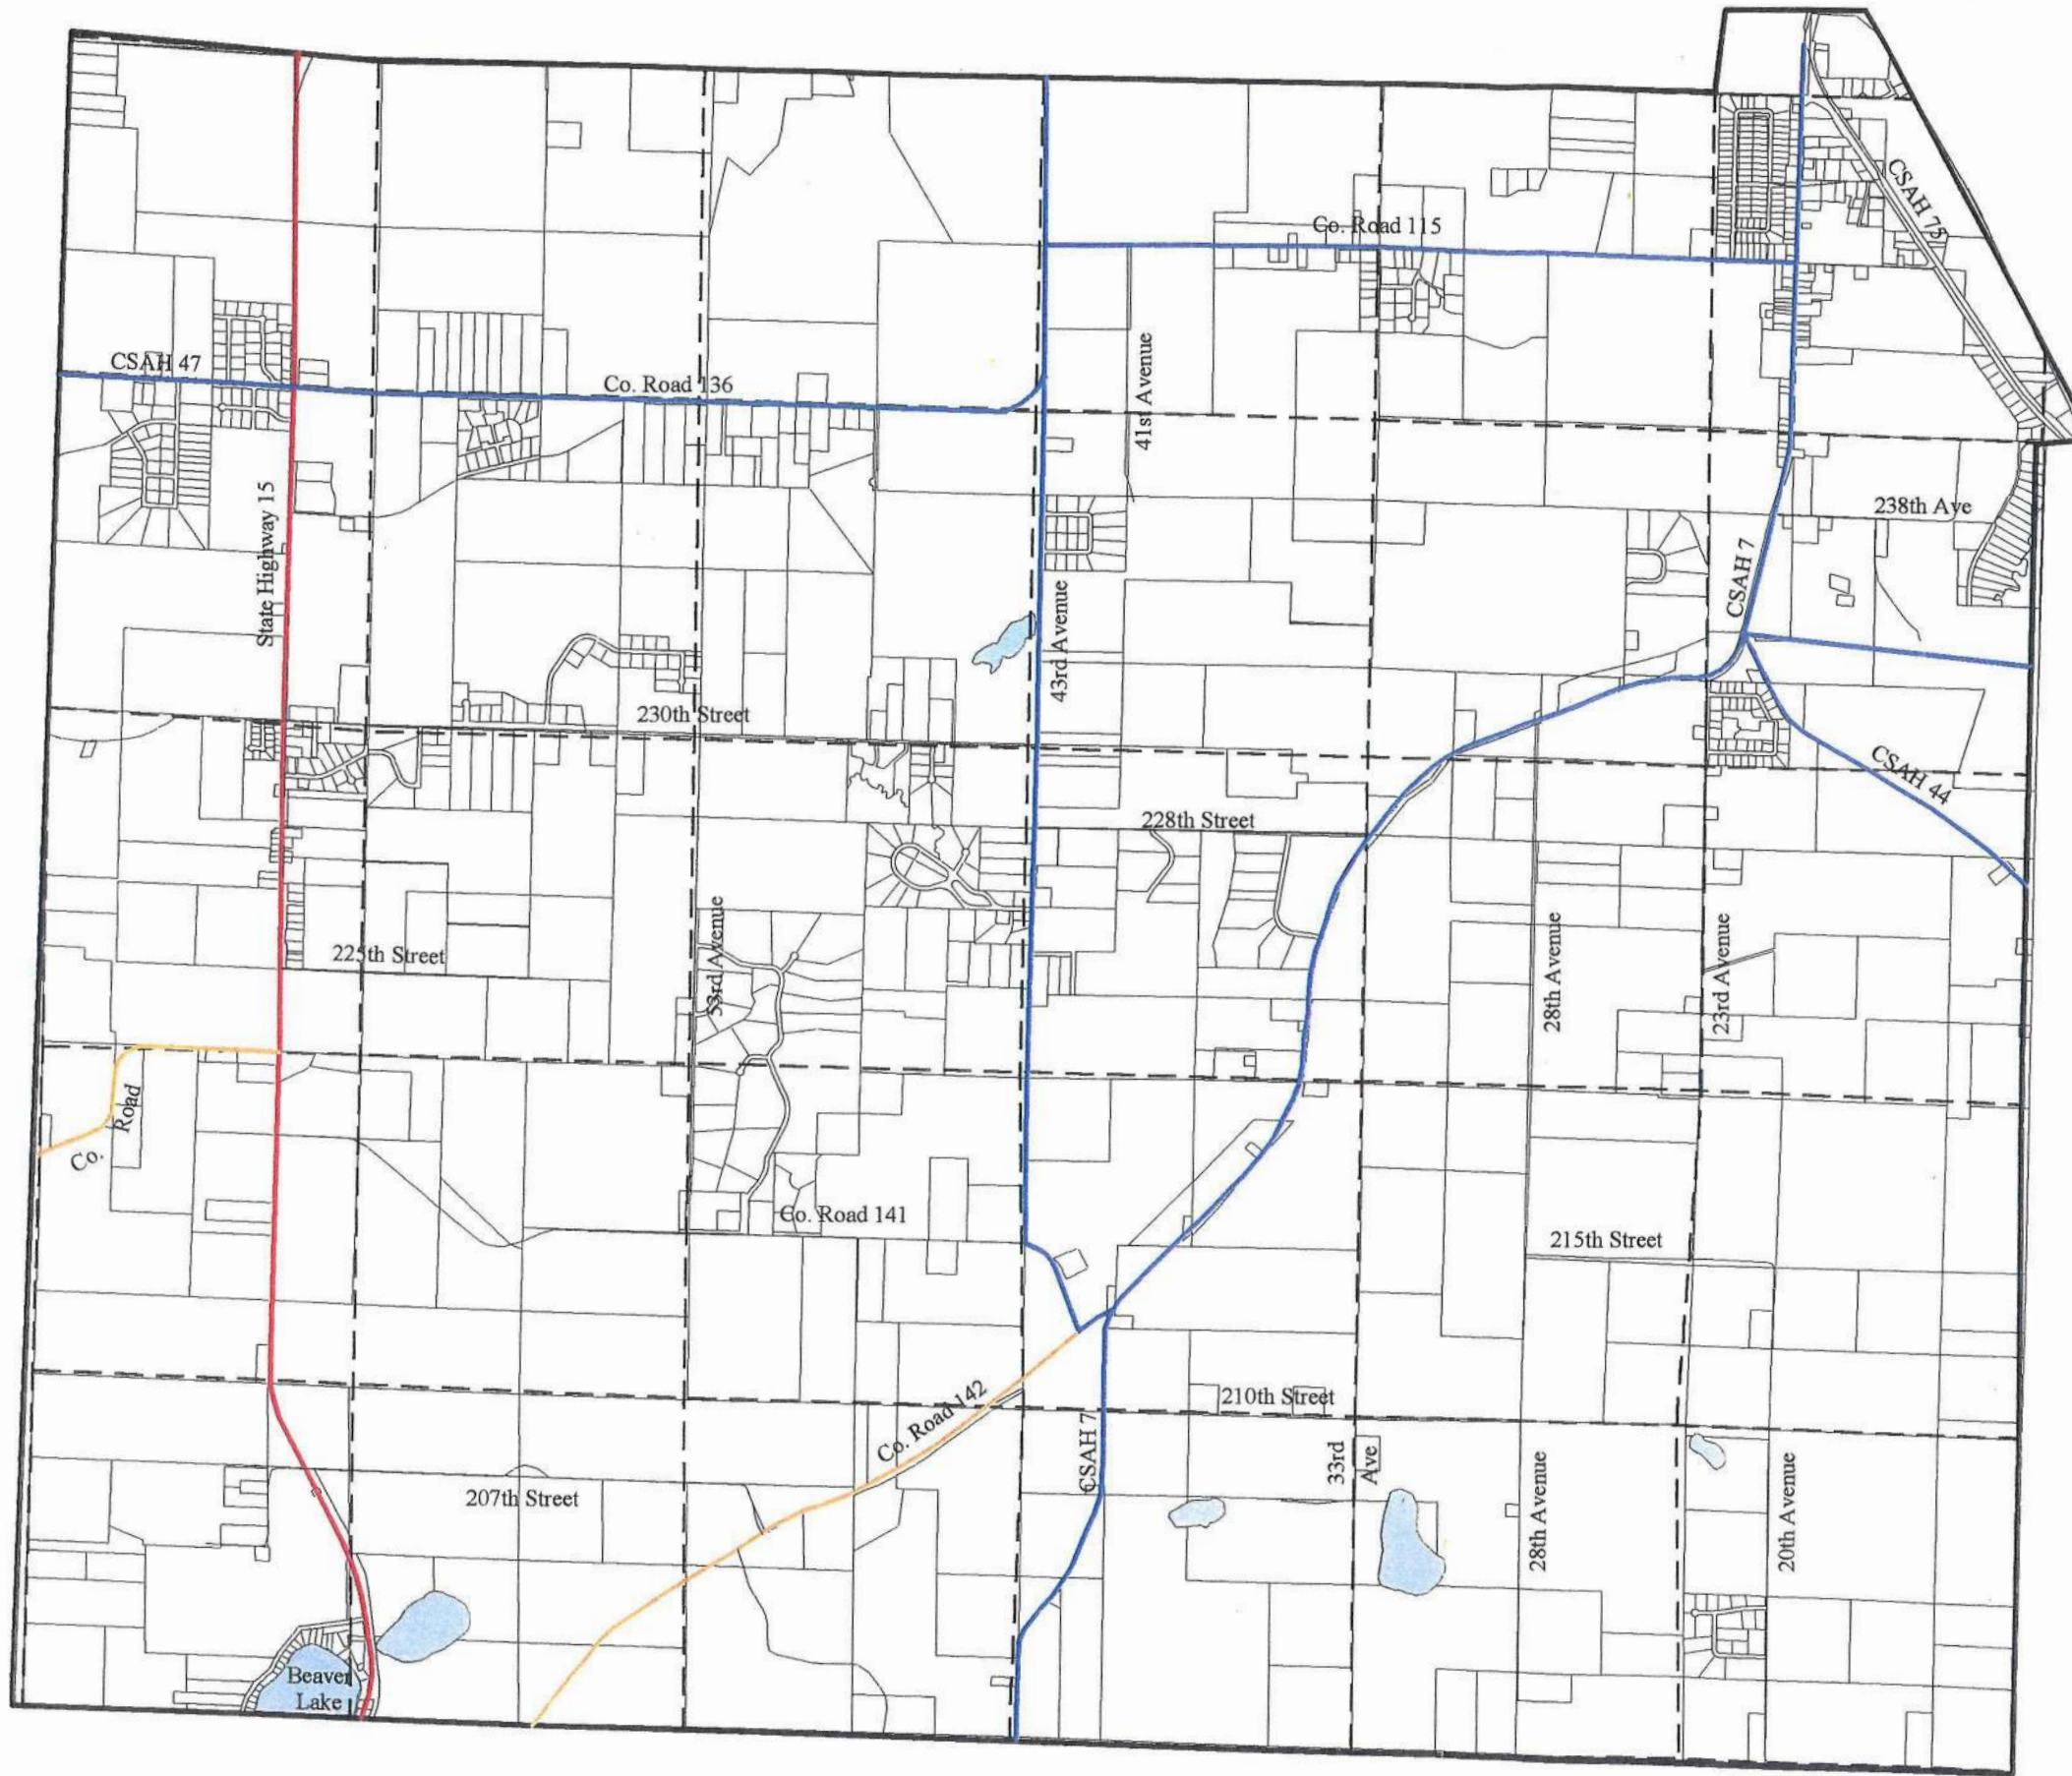 CSAH 75
Co. Road 115
CSAH 47
Co. Road 136
41st Avenue
State Highway 15
238th Ave
CSAH 7
43rd Avenue
230th Street
CSAH 44
228th Street
53rd Avenue
225th Street
28th Avenue
23rd Avenue
Co.
Road
Co. Road 141
215th Street
Co. Road 142
210th Street
CSAH 7
33rd
Ave
28th Avenue
20th Avenue
207th Street
Beaver
Lake